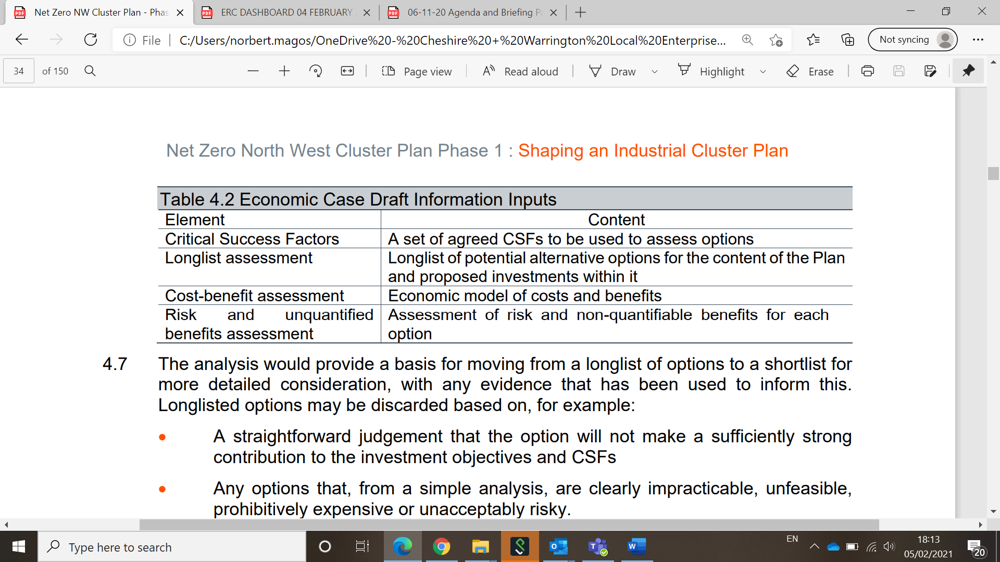 Net Zero NW Cluster Plan - Phas
ERC DASHBOARD 04 FEBRUARY
06-11-20 Agenda and Briefing Pa
File
C:/Users/norbert.magos/OneDrive%20-%20Cheshire%20+%20Warrington%20Local%20Enterprise...
Not syncing
34 of 150
Page view
Read aloud
Draw
Highlight
Erase
Net Zero North West Cluster Plan Phase 1 : Shaping an Industrial Cluster Plan
Table 4.2 Economic Case Draft Information Inputs
Element Content
Critical Success Factors A set of agreed CSFs to be used to assess options
Longlist assessment Longlist of potential alternative options for the content of the Plan
and proposed investments within it
Cost-benefit assessment Economic model of costs and benefits
Risk and unquantified Assessment of risk and non-quantifiable benefits for each
benefits assessment option
4.7 The analysis would provide a basis for moving from a longlist of options to a shortlist for
more detailed consideration, with any evidence that has been used to inform this.
Longlisted options may be discarded based on, for example:
• A straightforward judgement that the option will not make a sufficiently strong
contribution to the investment objectives and CSFs
• Any options that, from a simple analysis, are clearly impracticable, unfeasible,
prohibitively expensive or unacceptably risky.
Type here to search
EN
18:13
05/02/2021
20